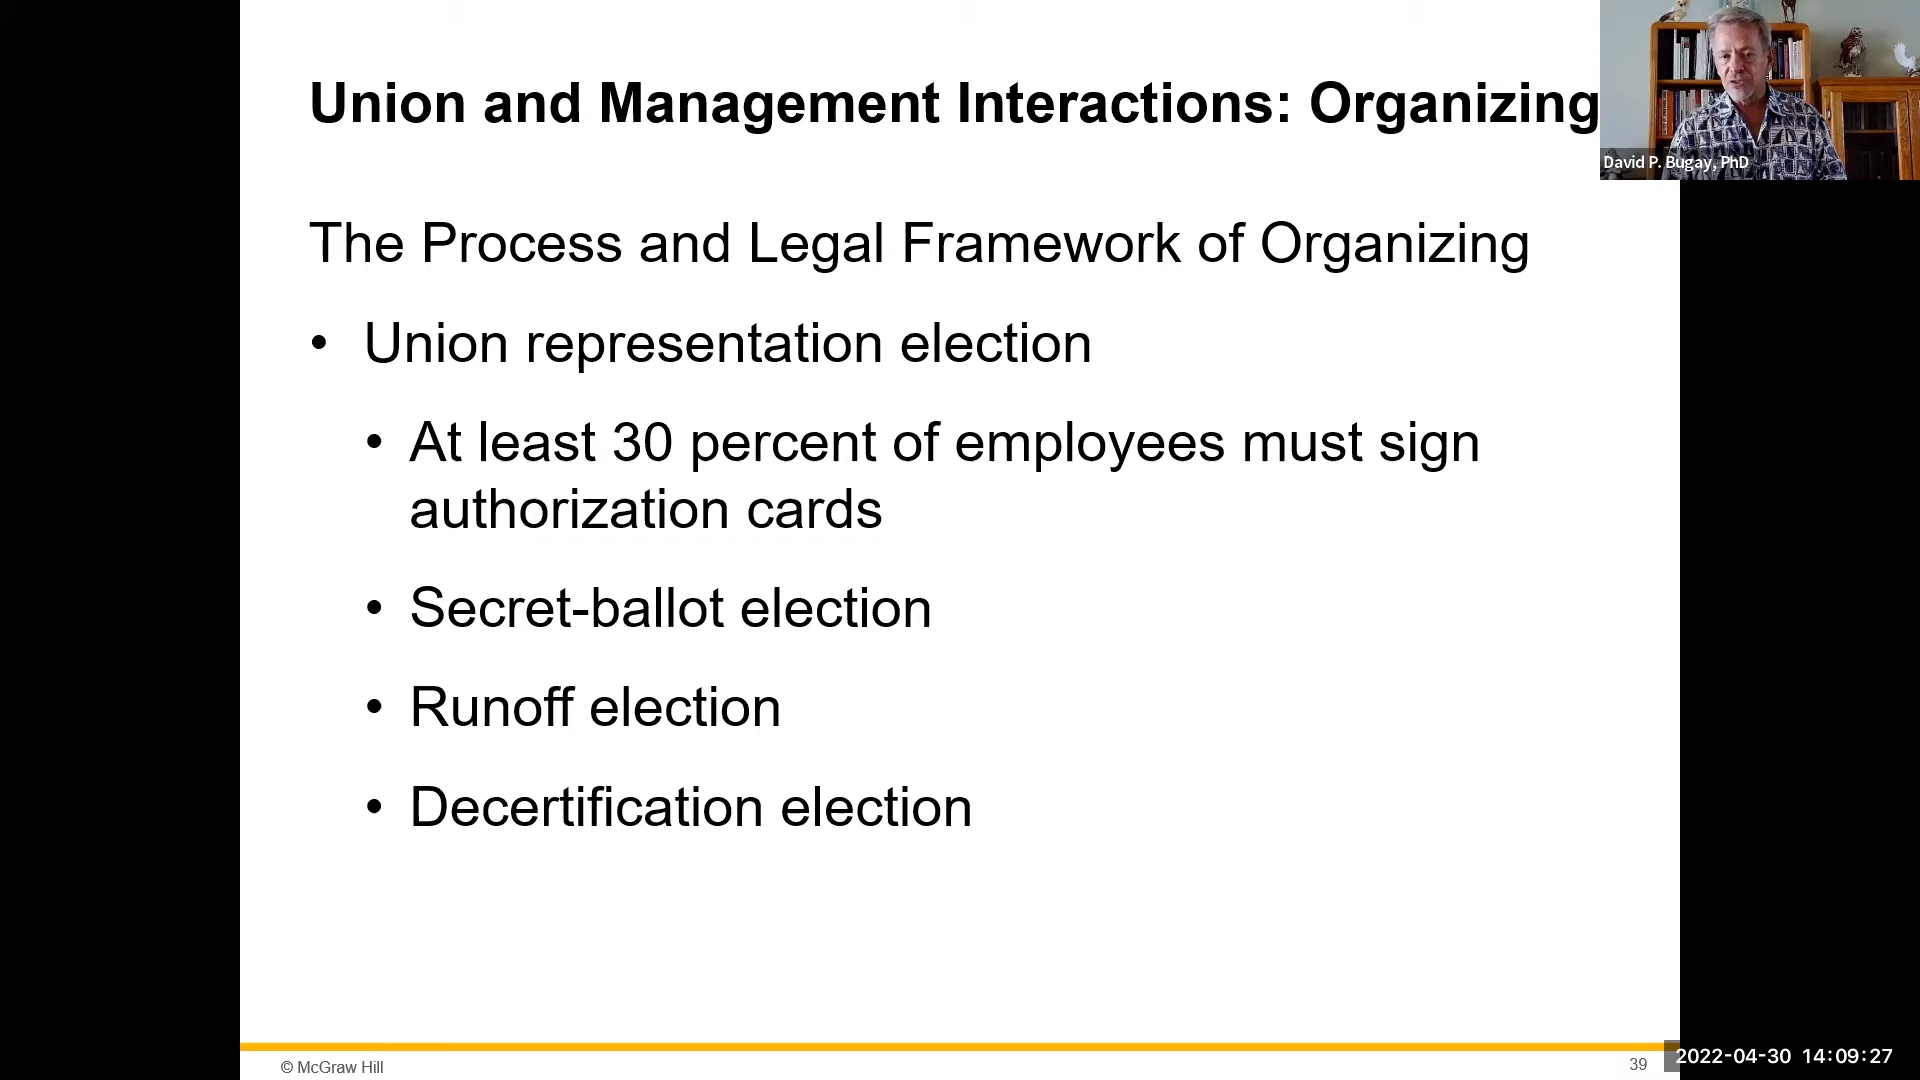 Union and Management Interactions: Organizing
David P. Bugay, PhD
The Process and Legal Framework of Organizing
• Union representation election
• At least 30 percent of employees must sign
authorization cards
• Secret-ballot election
• Runoff election
• Decertification election
© McGraw Hill
39
2022-04-30 14:09:27